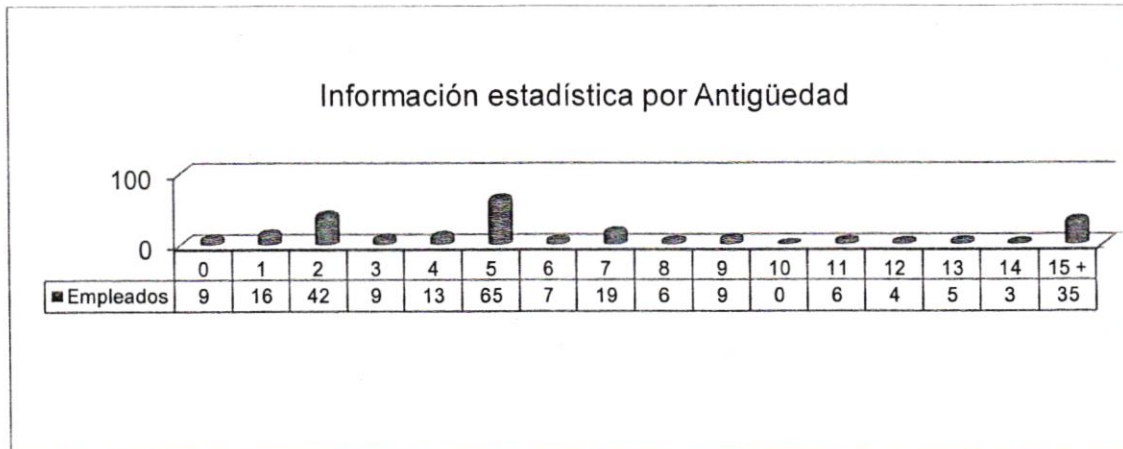 Información estadística por Antigüedad
100
0
0 1 2 3 4 5 6 7 8 9 10 11 12 13 14 15 +
Empleados 9 16 42 9 13 65 7 19 6 9 0 6 4 5 3 35